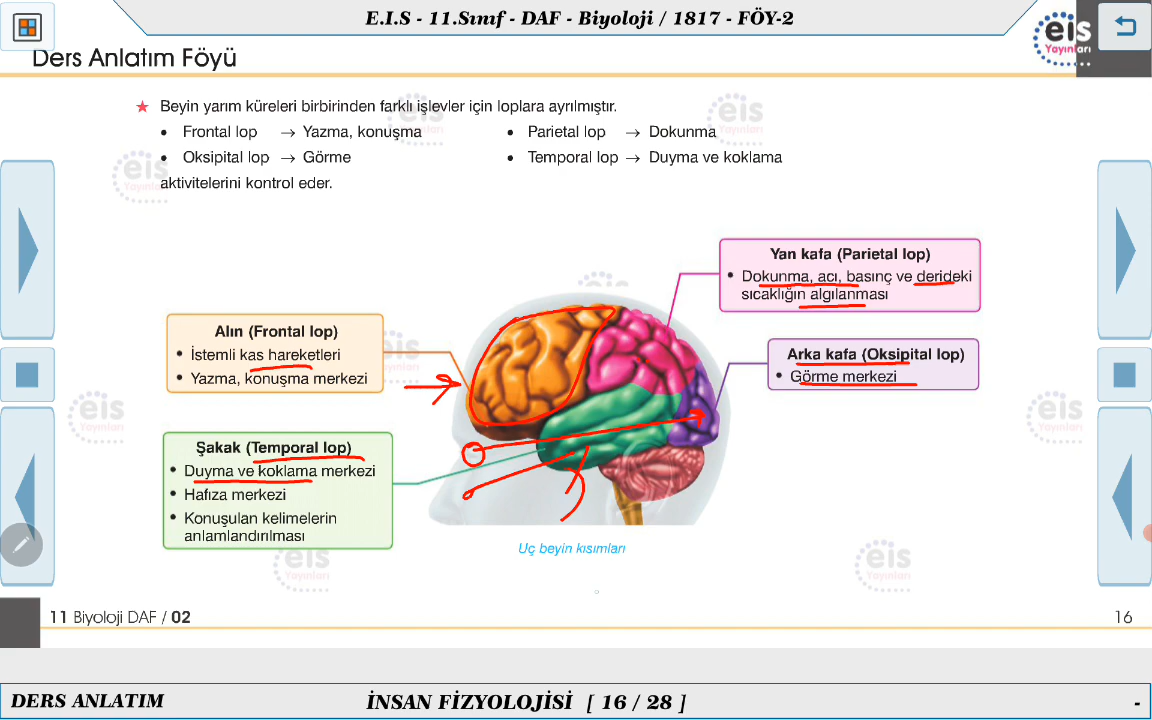 E.I.S - 11.Sınıf - DAF - Biyoloji / 1817 - FÖY-2
Ders Anlatım Föyü
eis
Yayınları
★ Beyin yarım küreleri birbirinden farklı işlevler için loplara ayrılmıştır.
• Frontal lop → Yazma, konuşma
• Parietal lop → Dokunma
• Oksipital lop → Görme
• Temporal lop → Duyma ve koklama
aktivitelerini kontrol eder.
Yan kafa (Parietal lop)
• Dokunma, acı, basınç ve derideki
sıcaklığın algılanması
Alın (Frontal lop)
• İstemli kas hareketleri
• Yazma, konuşma merkezi
Arka kafa (Oksipital lop)
• Görme merkezi
Şakak (Temporal lop)
• Duyma ve koklama merkezi
• Hafıza merkezi
• Konuşulan kelimelerin
anlamlandırılması
Uç beyin kısımları
11 Biyoloji DAF / 02
16
DERS ANLATIM
İNSAN FİZYOLOJİSİ [ 16 / 28 ]
-